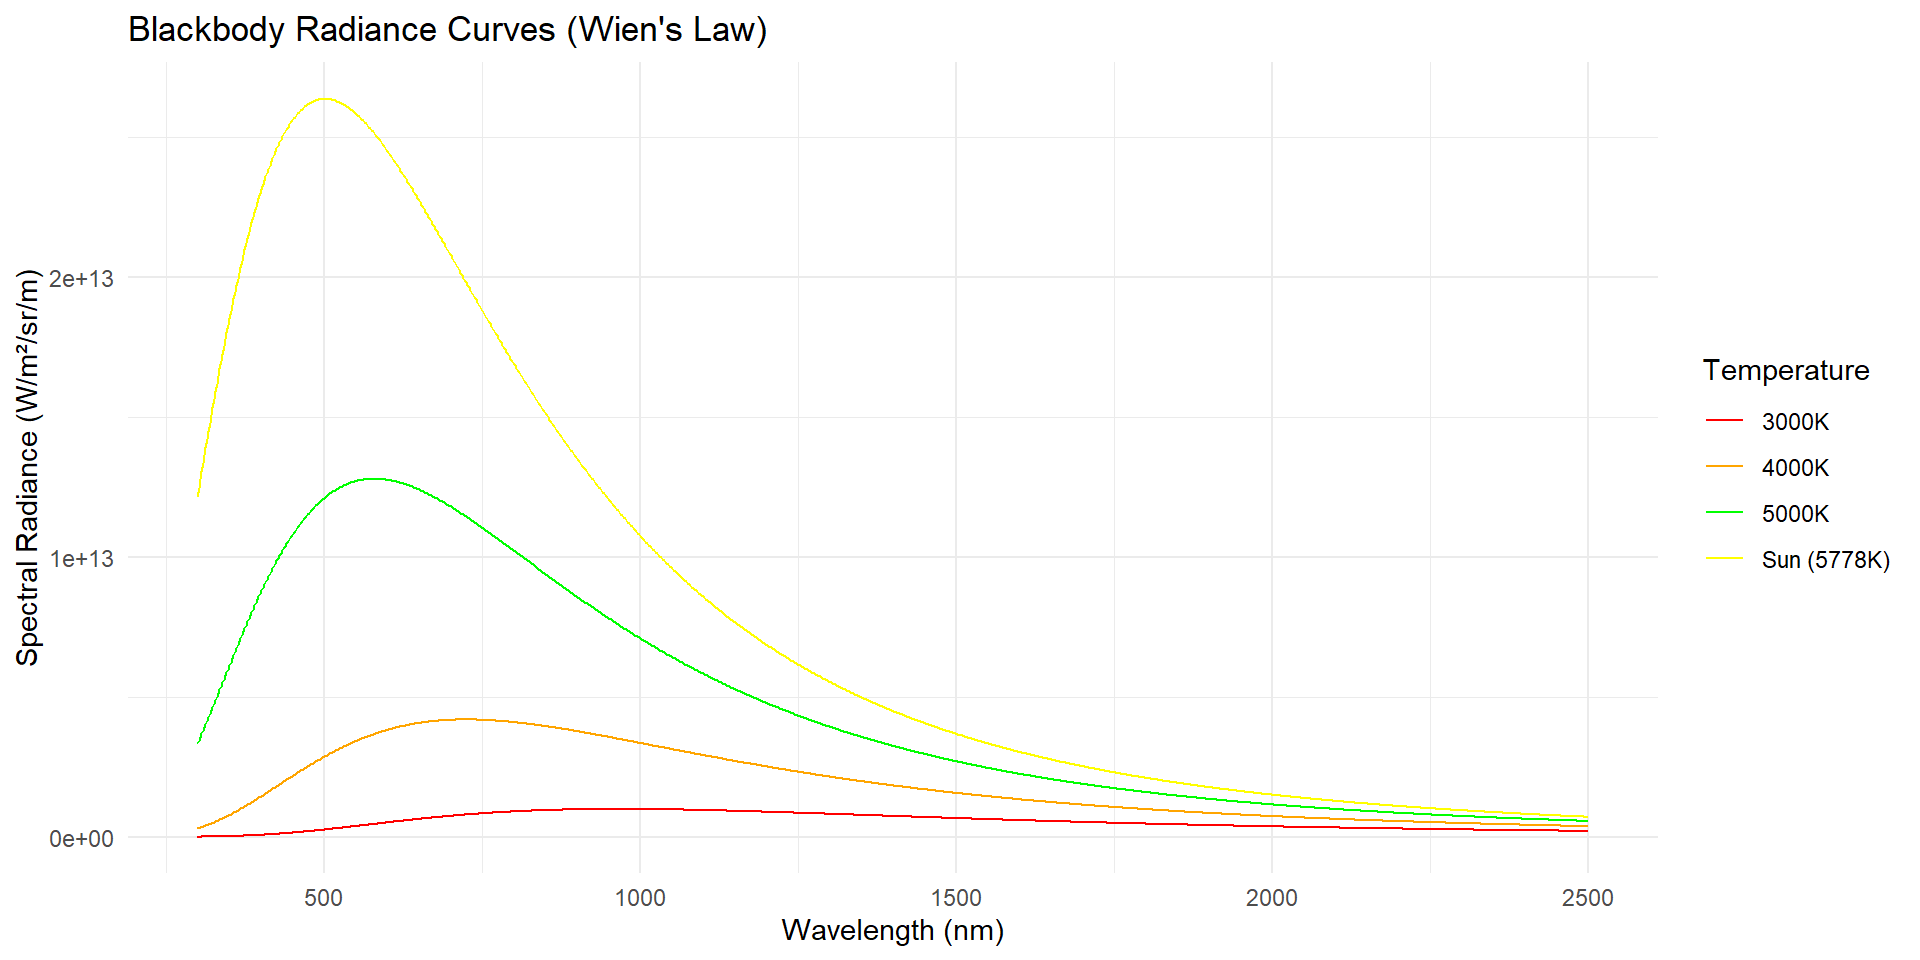 Blackbody Radiance Curves (Wien's Law)
Spectral Radiance (W/m²/sr/m)
2e+13
1e+13
0e+00
500
1000
1500
2000
2500
Wavelength (nm)
Temperature
3000K
4000K
5000K
Sun (5778K)